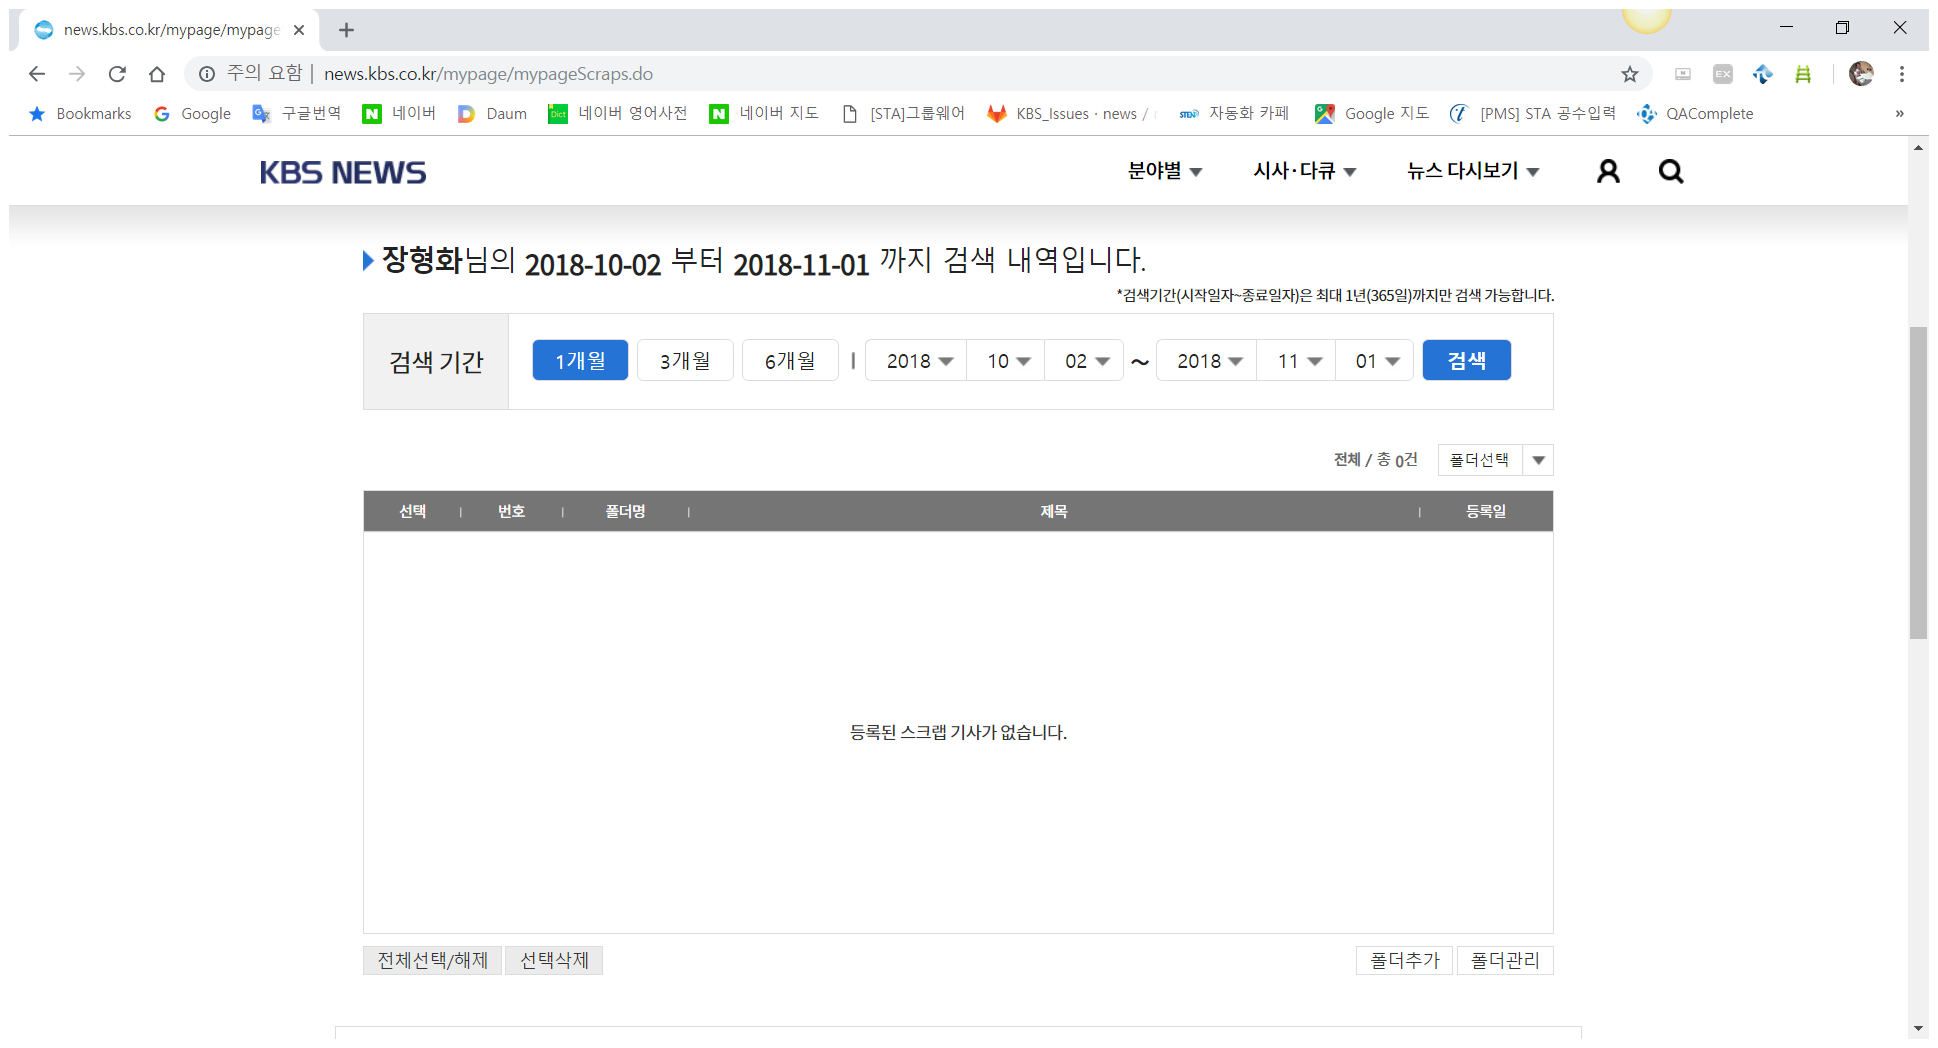 news.kbs.co.kr/mypage/mypage
주의 요함 | news.kbs.co.kr/mypage/mypageScraps.do
EX
Bookmarks Google 구글번역 네이버 Daum 네이버 영어사전 네이버 지도 [STA]그룹웨어 KBS_Issues · news / 자동화 카페 Google 지도 [PMS] STA 공수입력 QAComplete »
KBS NEWS 분야별 시사·다큐 뉴스 다시보기
장형화님의 2018-10-02 부터 2018-11-01 까지 검색 내역입니다.
*검색기간(시작일자~종료일자)은 최대 1년(365일)까지만 검색 가능합니다.
검색 기간 1개월 3개월 6개월 | 2018 10 02 ~ 2018 11 01 검색
전체 / 총 0건 폴더선택
선택 번호 폴더명 제목 등록일
등록된 스크랩 기사가 없습니다.
전체선택/해제 선택삭제 폴더추가 폴더관리